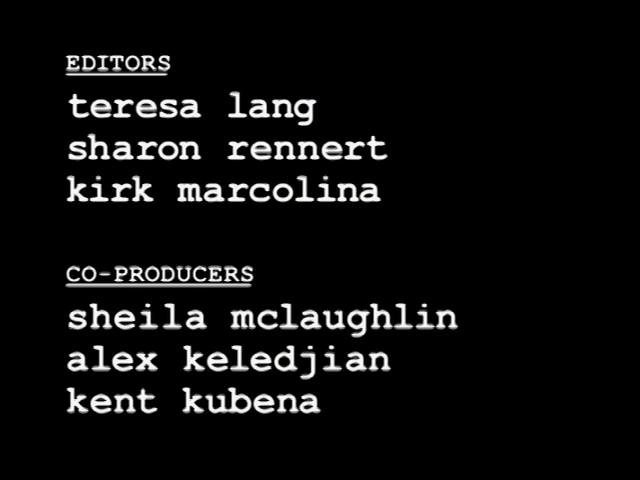 EDITORS
teresa lang
sharon rennert
kirk marcolina
CO-PRODUCERS
sheila mclaughlin
alex keledjian
kent kubena